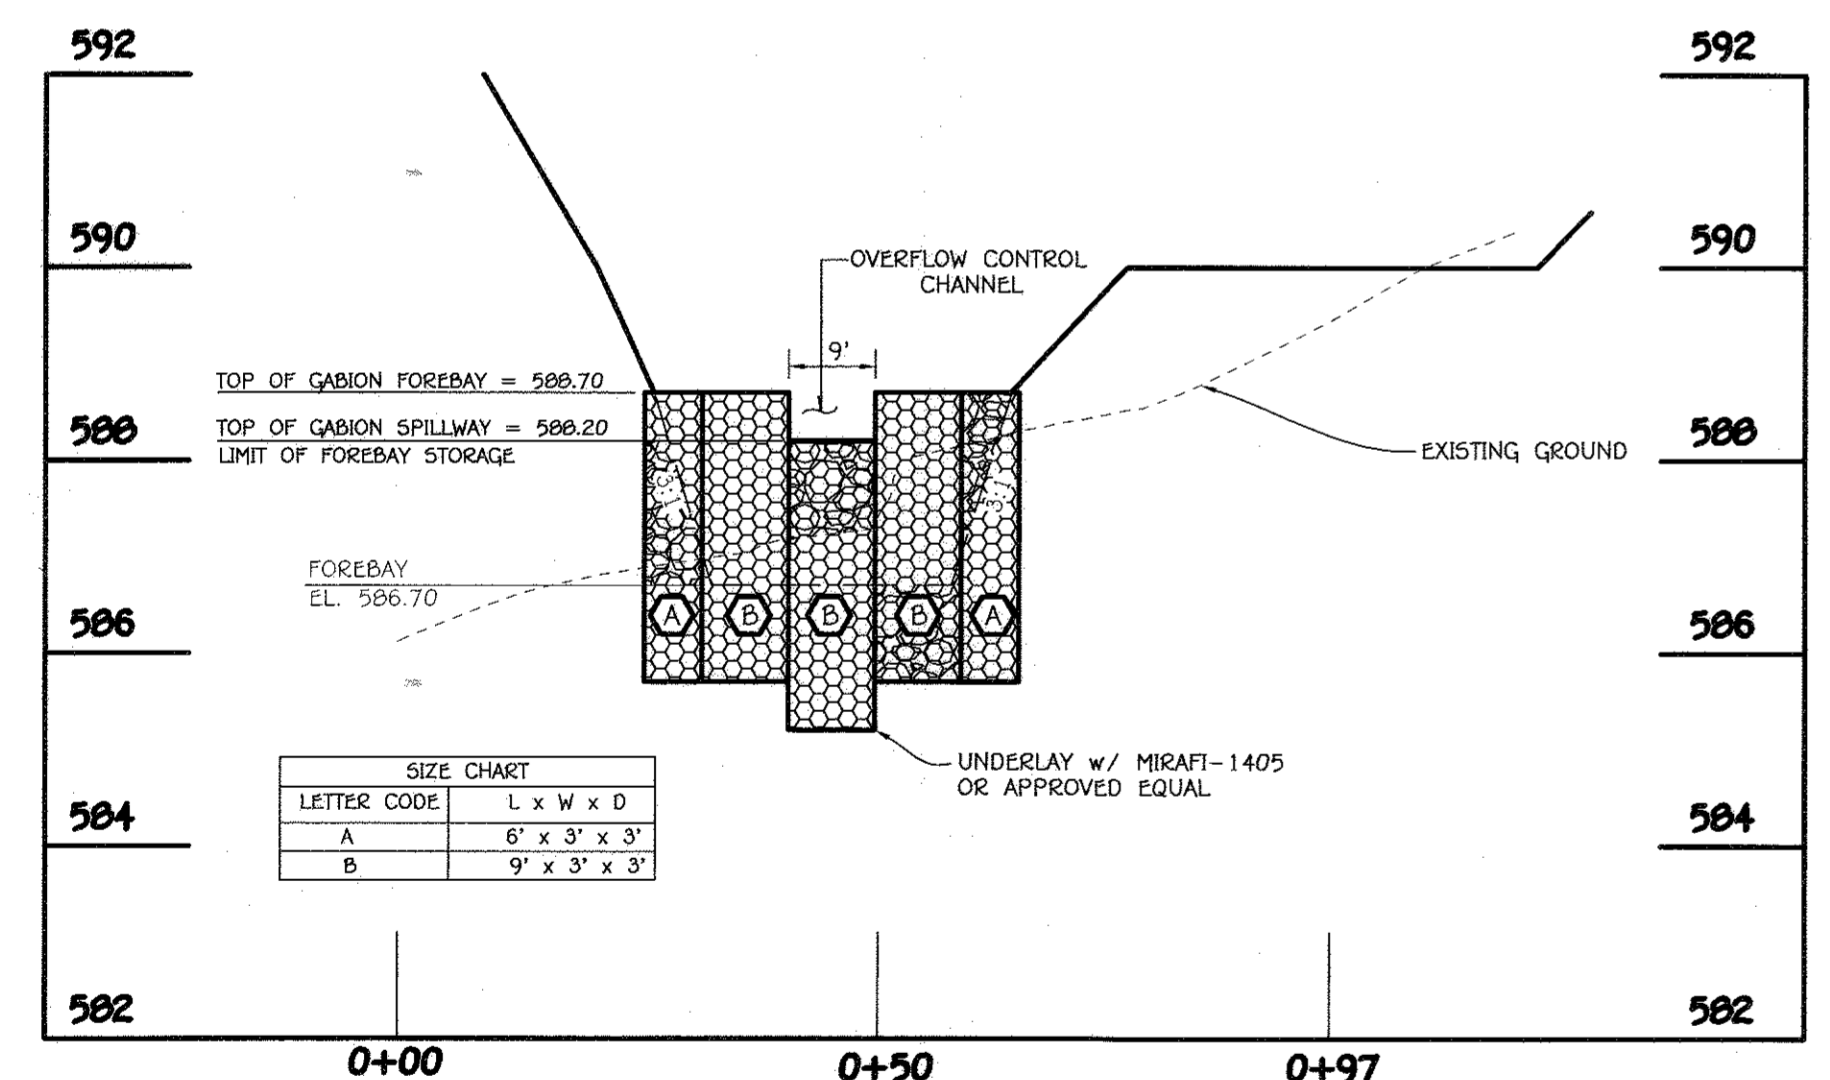 592
592
590
590
OVERFLOW CONTROL
CHANNEL
9'
TOP OF GABION FOREBAY = 588.70
588
588
TOP OF GABION SPILLWAY = 588.20
LIMIT OF FOREBAY STORAGE
EXISTING GROUND
3:1
3:1
FOREBAY
EL. 586.70
586
586
A
B
B
B
A
UNDERLAY w/ MIRAFI-1405
OR APPROVED EQUAL
SIZE CHART
LETTER CODE L x W x D
A 6' x 3' x 3'
B 9' x 3' x 3'
584
584
582
582
0+00
0+50
0+97